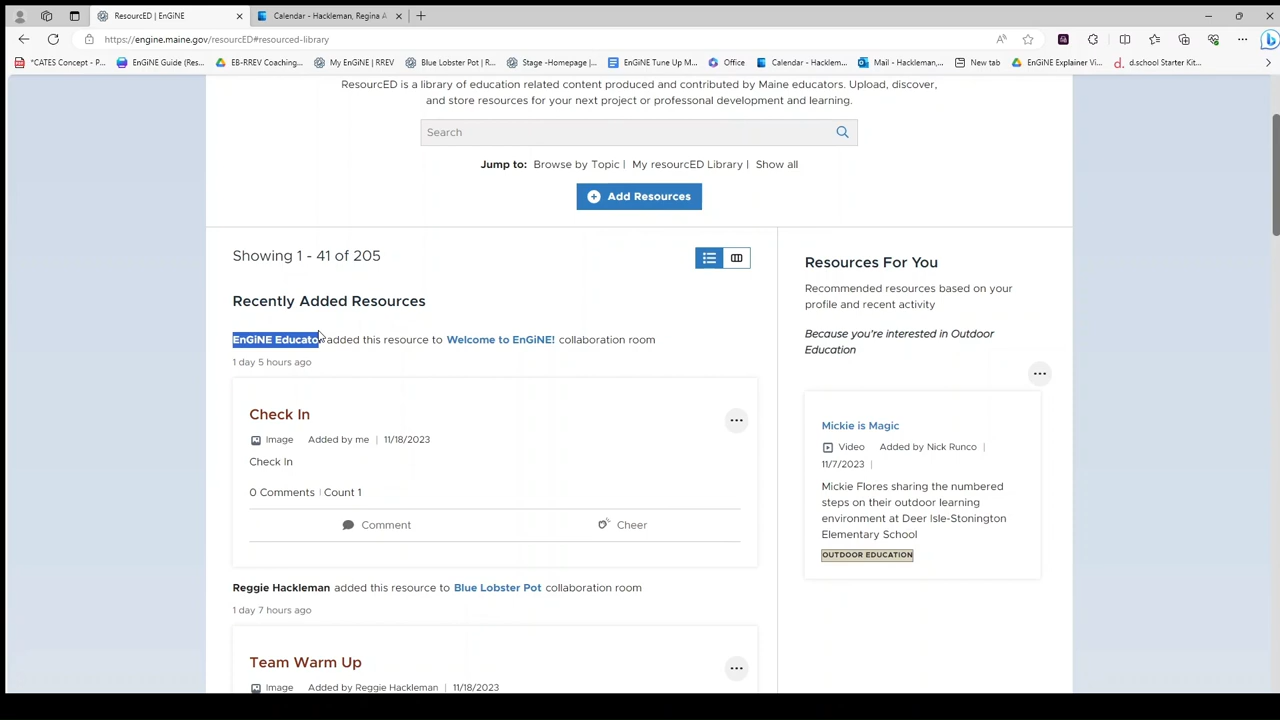 ResourcED | EnGiNE
Calendar - Hackleman, Regina A
https://engine.maine.gov/resourcED#resourced-library
*CATES Concept - P...
EnGiNE Guide (Res...
EB-RREV Coaching...
My EnGiNE | RREV
Blue Lobster Pot | R...
Stage -Homepage |...
EnGiNE Tune Up M...
Office
Calendar - Hacklem...
Mail - Hackleman,...
New tab
EnGiNE Explainer Vi...
d.school Starter Kit...
ResourcED is a library of education related content produced and contributed by Maine educators. Upload, discover,
and store resources for your next project or professonal development and learning.
Search
Jump to: Browse by Topic | My resourcED Library | Show all
Add Resources
Showing 1 - 41 of 205
Recently Added Resources
EnGiNE Educato added this resource to Welcome to EnGiNE! collaboration room
1 day 5 hours ago
Check In
Image Added by me | 11/18/2023
Check In
0 Comments | Count 1
Comment Cheer
Reggie Hackleman added this resource to Blue Lobster Pot collaboration room
1 day 7 hours ago
Team Warm Up
Image Added by Reggie Hackleman | 11/18/2023
Resources For You
Recommended resources based on your
profile and recent activity
Because you're interested in Outdoor
Education
Mickie is Magic
Video Added by Nick Runco |
11/7/2023 |
Mickie Flores sharing the numbered
steps on their outdoor learning
environment at Deer Isle-Stonington
Elementary School
OUTDOOR EDUCATION